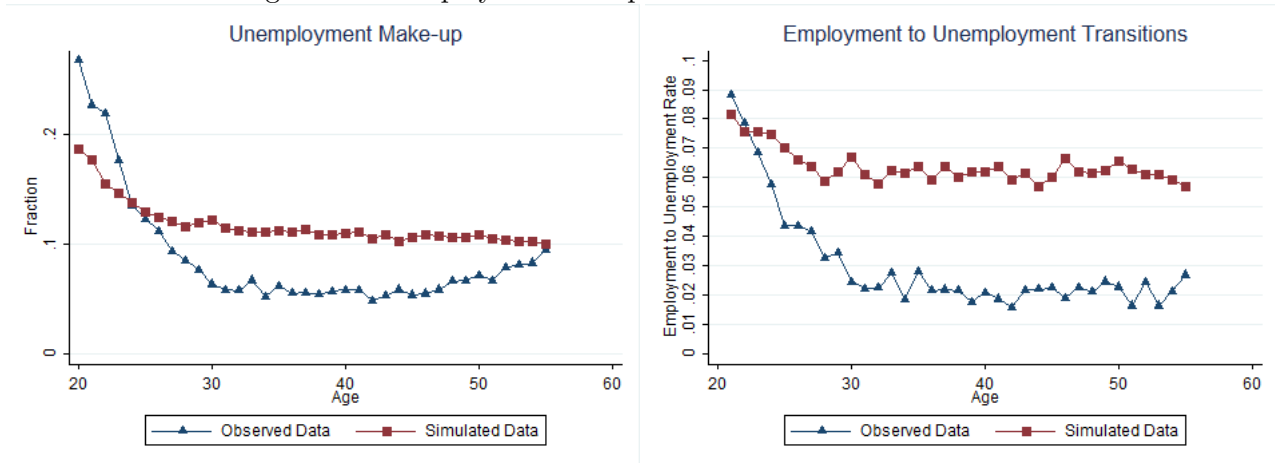 Unemployment Make-up
Fraction
.2
.1
0
20 30 40 50 60
Age
Observed Data Simulated Data
Employment to Unemployment Transitions
Employment to Unemployment Rate
.1
.09
.08
.07
.06
.05
.04
.03
.02
.01
0
20 30 40 50 60
Age
Observed Data Simulated Data